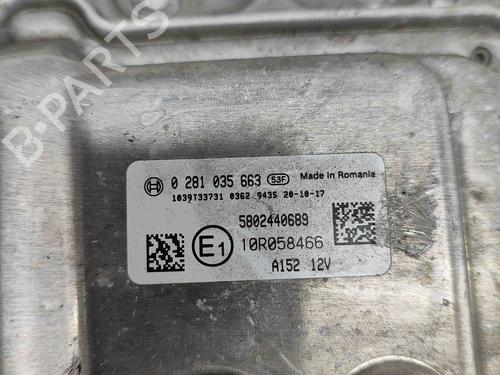 B-PARTS
0 281 035 663 53F Made in Romania
1039T33731 0362 9435 20-10-17
5802440689
E1 10R058466
A152 12V